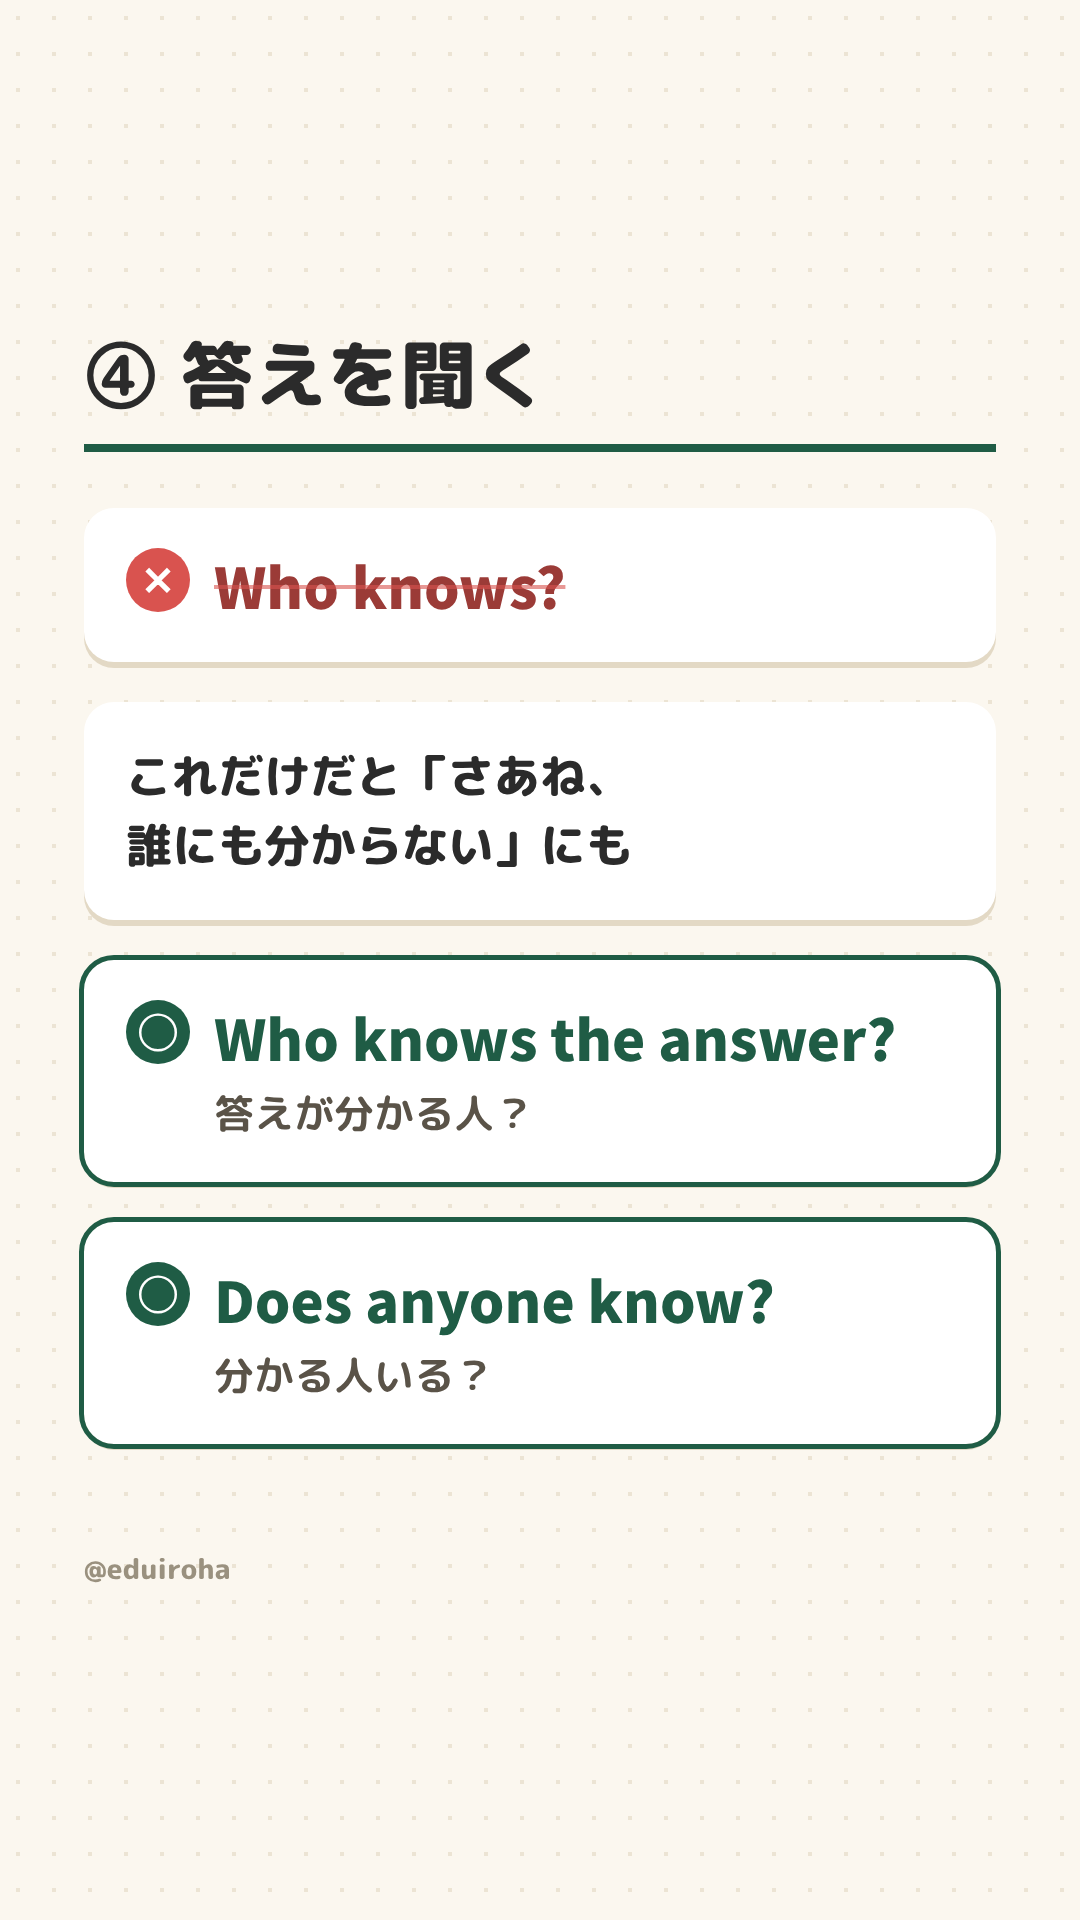 ④ 答えを聞く
× Who knows?
これだけだと「さあね、
誰にも分からない」にも
○ Who knows the answer?
答えが分かる人？
○ Does anyone know?
分かる人いる？
@eduiroha